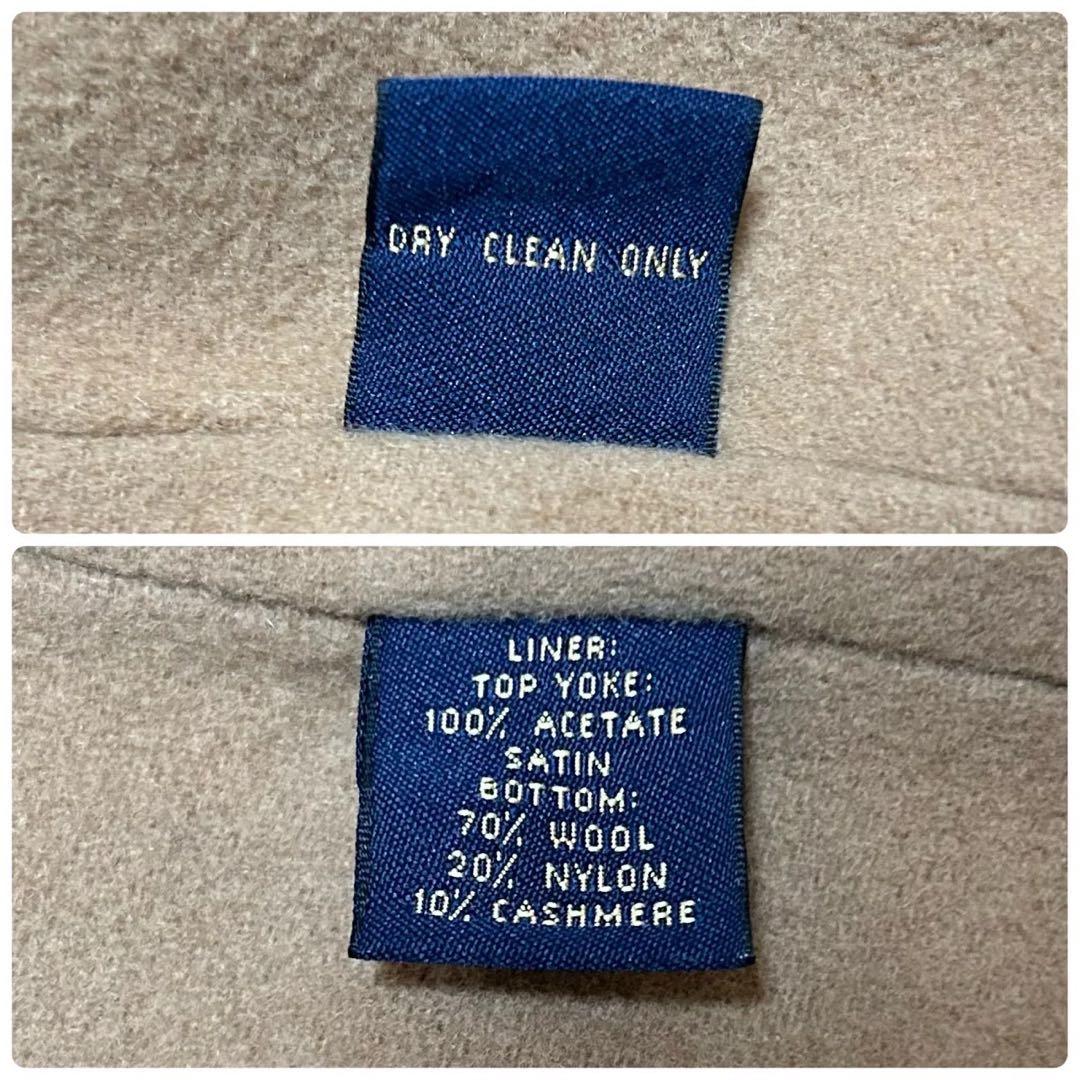 DRY CLEAN ONLY
LINER:
TOP YOKE:
100% ACETATE
SATIN
BOTTOM:
70% WOOL
20% NYLON
10% CASHMERE